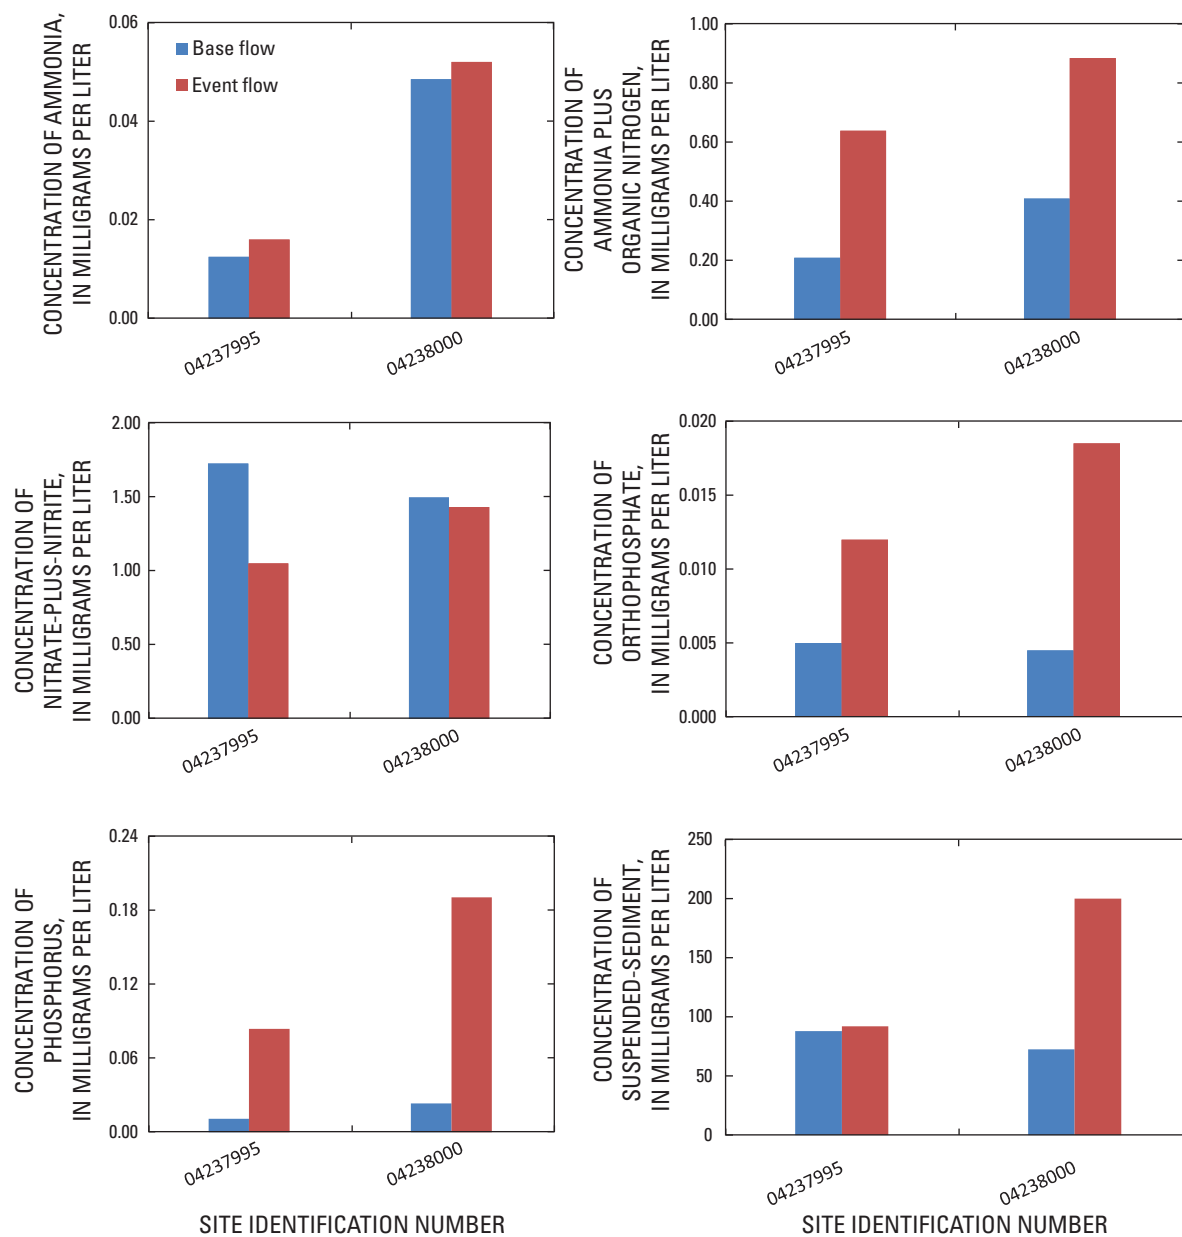 CONCENTRATION OF AMMONIA,
IN MILLIGRAMS PER LITER
0.06
0.04
0.02
0.00
Base flow
Event flow
04237995
04238000
CONCENTRATION OF
AMMONIA PLUS
ORGANIC NITROGEN,
IN MILLIGRAMS PER LITER
1.00
0.80
0.60
0.40
0.20
0.00
04237995
04238000
CONCENTRATION OF
NITRATE-PLUS-NITRITE,
IN MILLIGRAMS PER LITER
2.00
1.50
1.00
0.50
0.00
04237995
04238000
CONCENTRATION OF
ORTHOPHOSPHATE,
IN MILLIGRAMS PER LITER
0.020
0.015
0.010
0.005
0.000
04237995
04238000
CONCENTRATION OF
PHOSPHORUS,
IN MILLIGRAMS PER LITER
0.24
0.18
0.12
0.06
0.00
04237995
04238000
SITE IDENTIFICATION NUMBER
CONCENTRATION OF
SUSPENDED-SEDIMENT,
IN MILLIGRAMS PER LITER
250
200
150
100
50
0
04237995
04238000
SITE IDENTIFICATION NUMBER